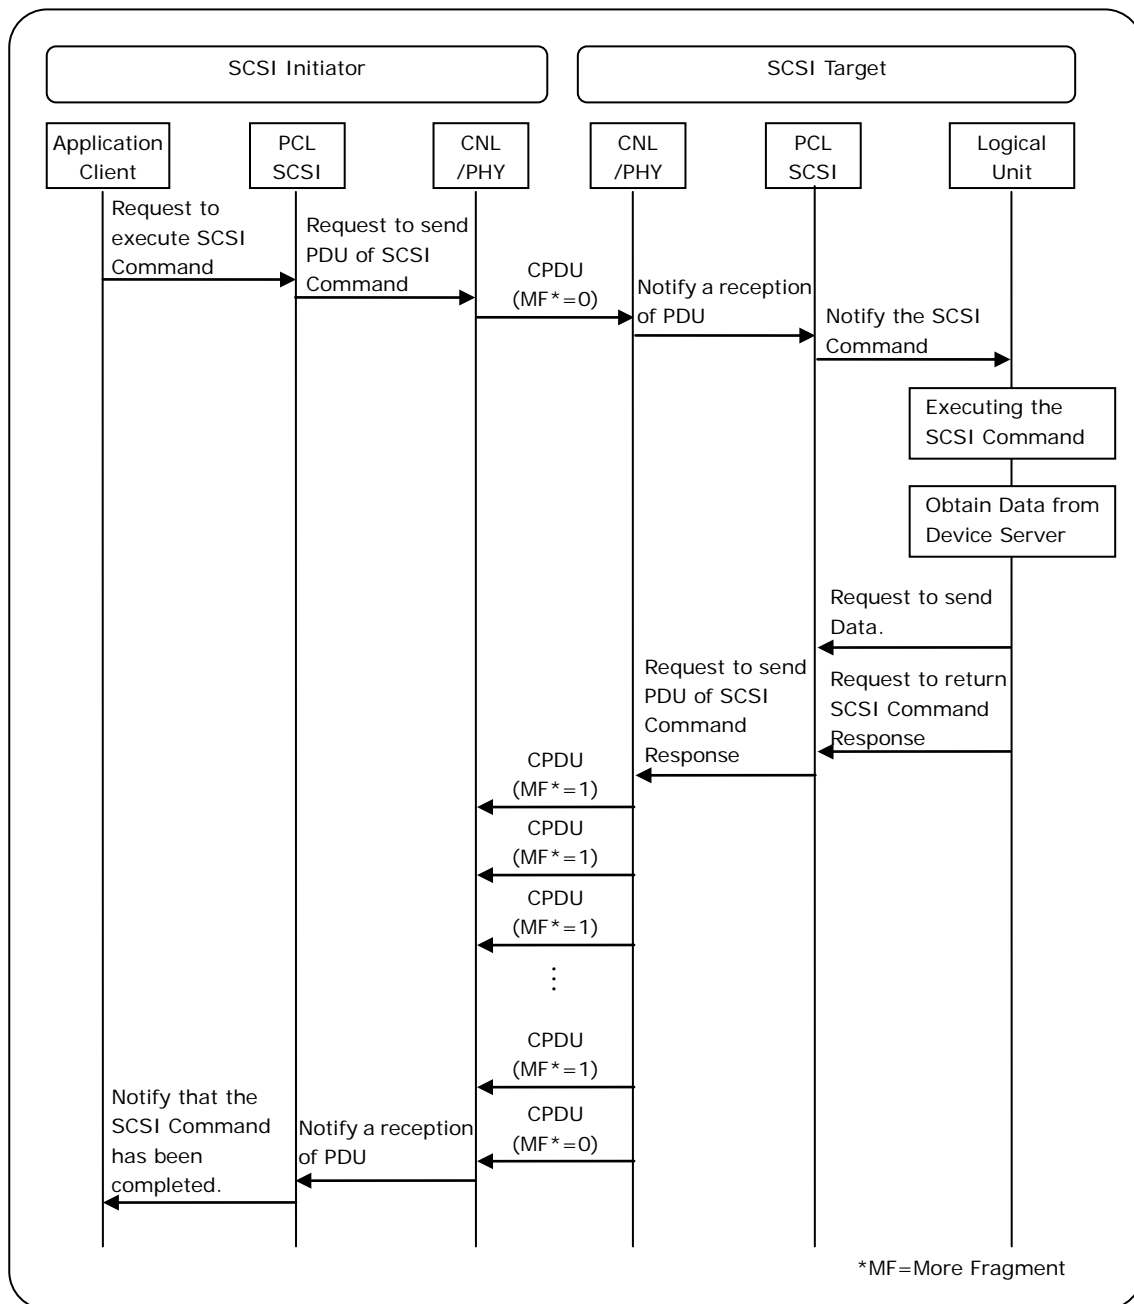 SCSI Initiator
SCSI Target
Application
Client
PCL
SCSI
CNL
/PHY
CNL
/PHY
PCL
SCSI
Logical
Unit
Request to
execute SCSI
Command
Request to send
PDU of SCSI
Command
CPDU
(MF*=0)
Notify a reception
of PDU
Notify the SCSI
Command
Executing the
SCSI Command
Obtain Data from
Device Server
Request to send
Data.
Request to return
SCSI Command
Response
Request to send
PDU of SCSI
Command
Response
CPDU
(MF*=1)
CPDU
(MF*=1)
CPDU
(MF*=1)
⋮
CPDU
(MF*=1)
CPDU
(MF*=0)
Notify a reception
of PDU
Notify that the
SCSI Command
has been
completed.
*MF=More Fragment